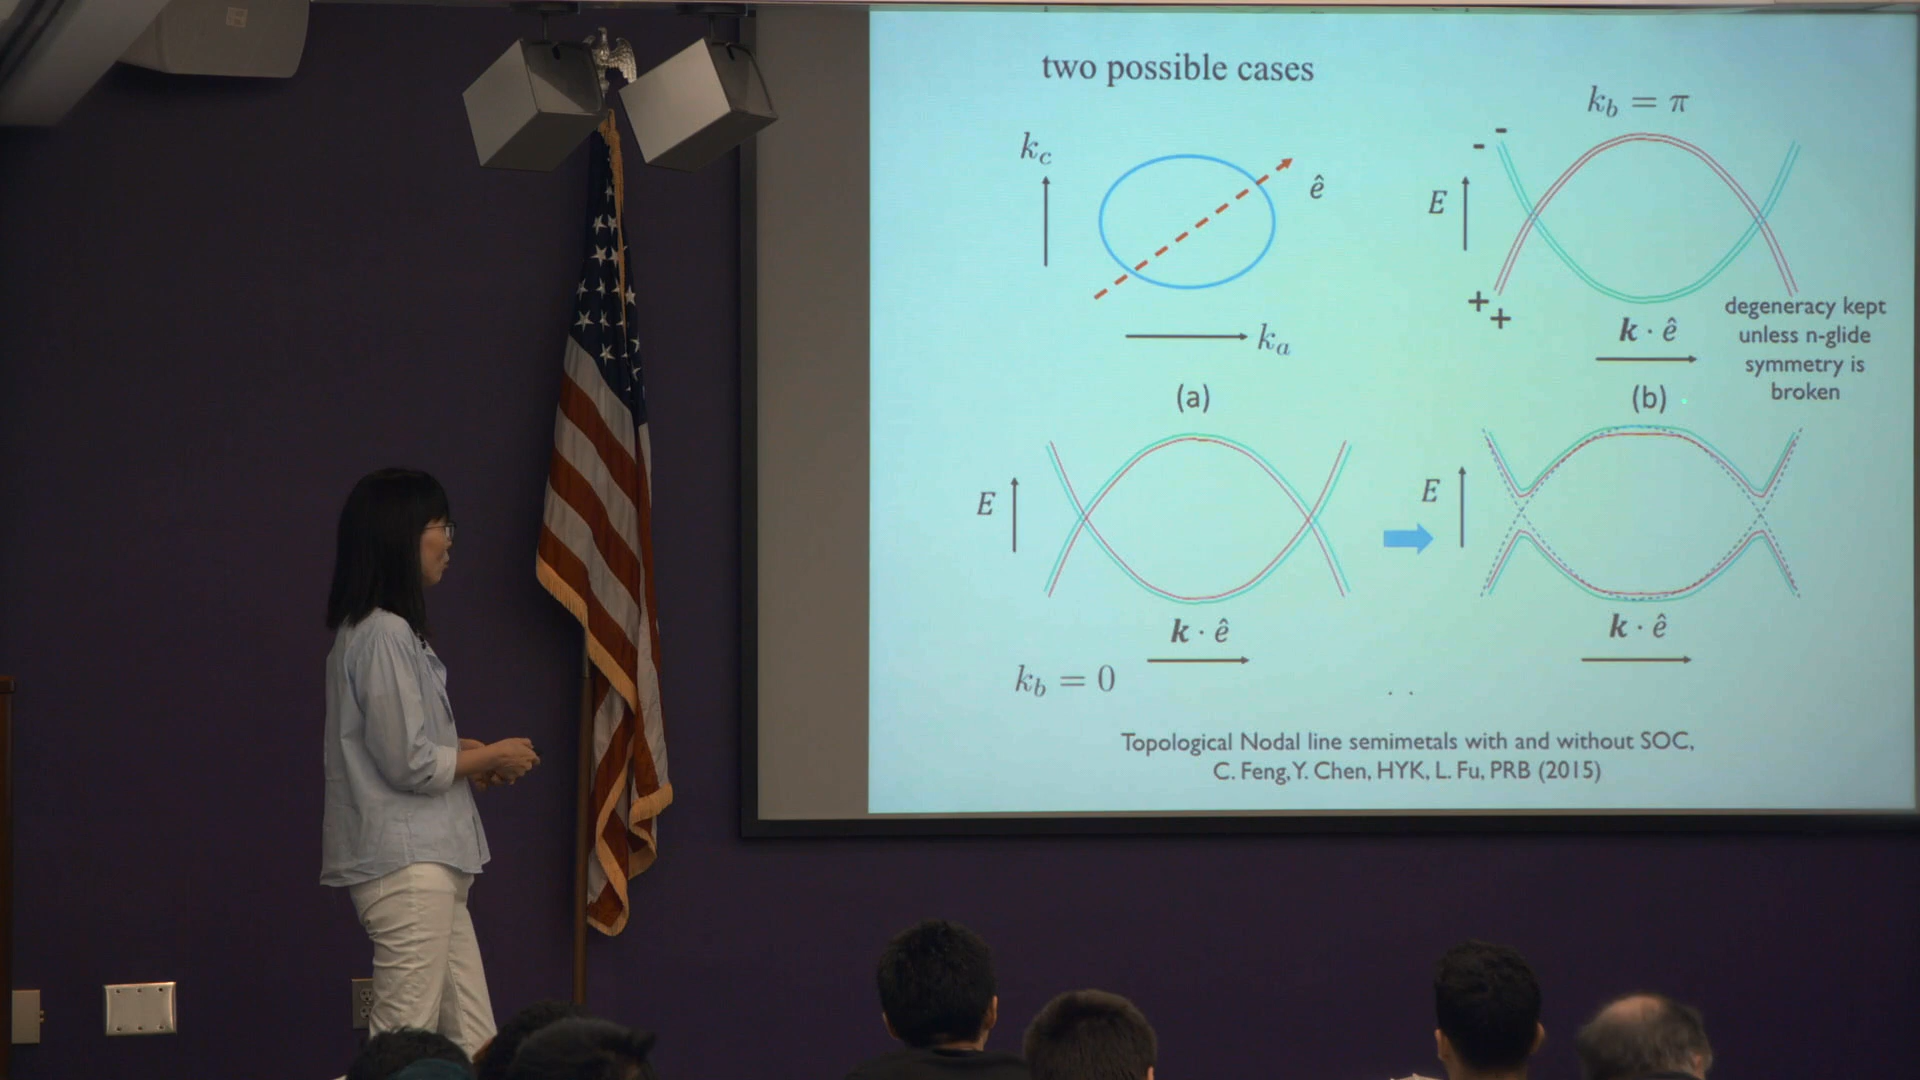 two possible cases
k_c
ê
k_a
(a)
k_b = π
- -
E
+ +
k · ê
degeneracy kept
unless n-glide
symmetry is
broken
(b)
E
k · ê
k_b = 0
E
k · ê
Topological Nodal line semimetals with and without SOC,
C. Feng, Y. Chen, HYK, L. Fu, PRB (2015)